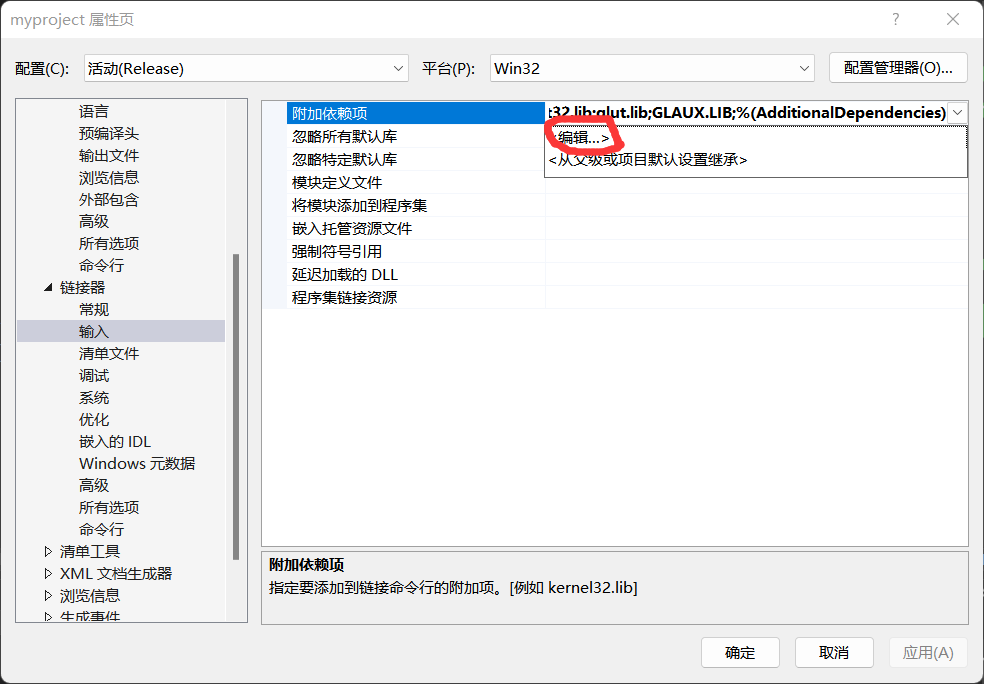 myproject 属性页
配置(C): 活动(Release) 平台(P): Win32 配置管理器(O)...
语言
预编译头
输出文件
浏览信息
外部包含
高级
所有选项
命令行
链接器
常规
输入
清单文件
调试
系统
优化
嵌入的 IDL
Windows 元数据
高级
所有选项
命令行
清单工具
XML 文档生成器
浏览信息
生成事件
附加依赖项 t32.lib;glut.lib;GLAUX.LIB;%(AdditionalDependencies)
忽略所有默认库 <编辑...>
忽略特定默认库 <从父级或项目默认设置继承>
模块定义文件
将模块添加到程序集
嵌入托管资源文件
强制符号引用
延迟加载的 DLL
程序集链接资源
附加依赖项
指定要添加到链接命令行的附加项。[例如 kernel32.lib]
确定 取消 应用(A)